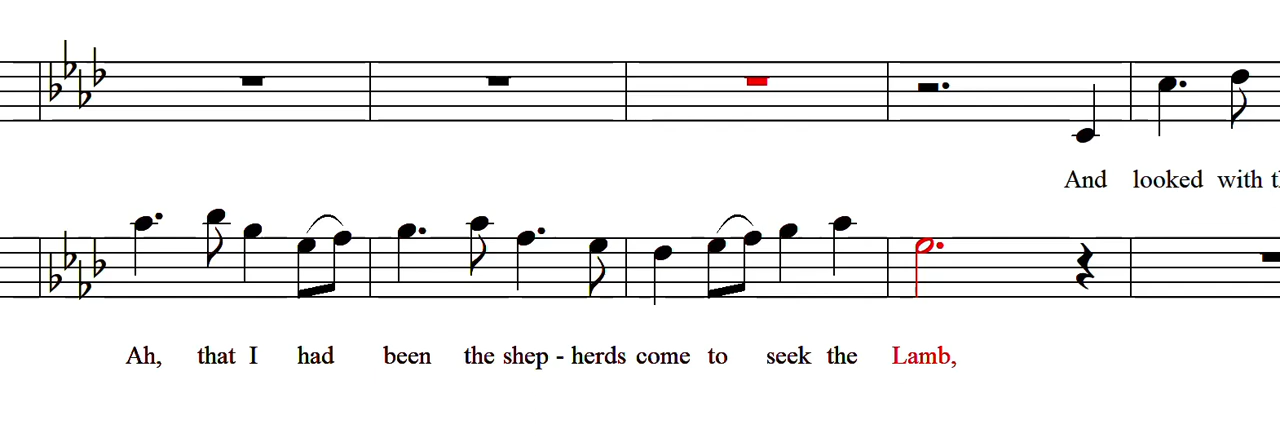 And looked with
Ah, that I had been the shep - herds come to seek the Lamb,